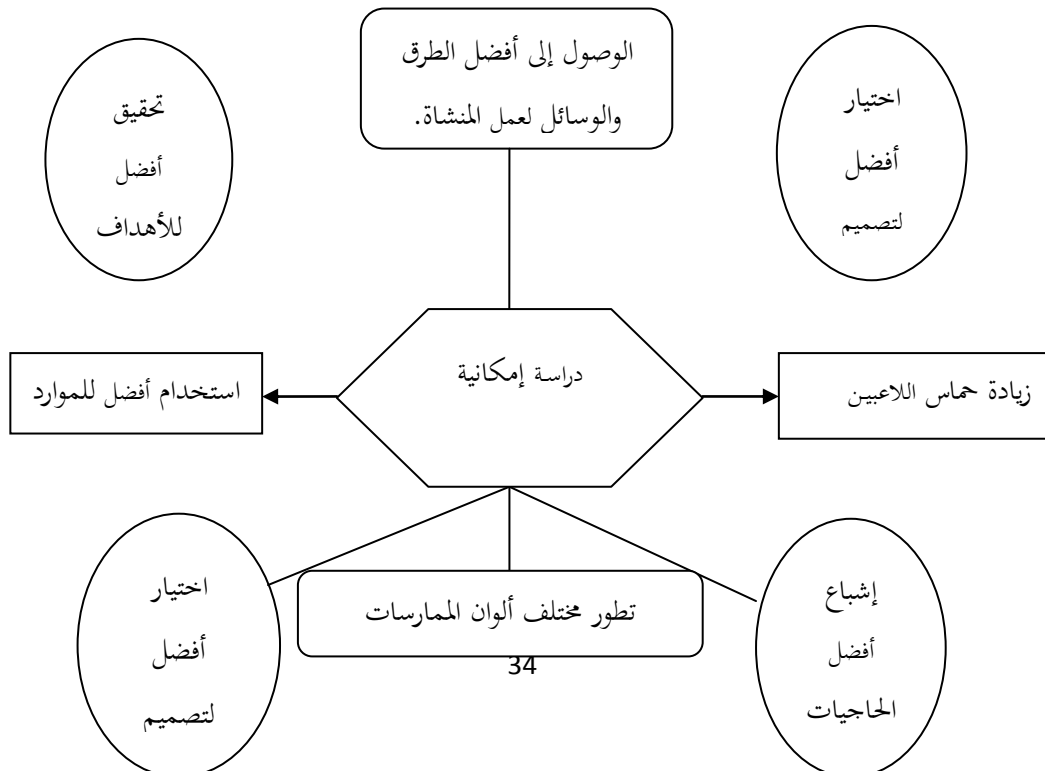 الوصول إلى أفضل الطرق
والوسائل لعمل المنشاة.
اختيار
أفضل
لتصميم
تحقيق
أفضل
للأهداف
دراسة إمكانية
زيادة حماس اللاعبين
استخدام أفضل للموارد
إشباع
أفضل
الحاجيات
تطور مختلف ألوان الممارسات
اختيار
أفضل
لتصميم
34